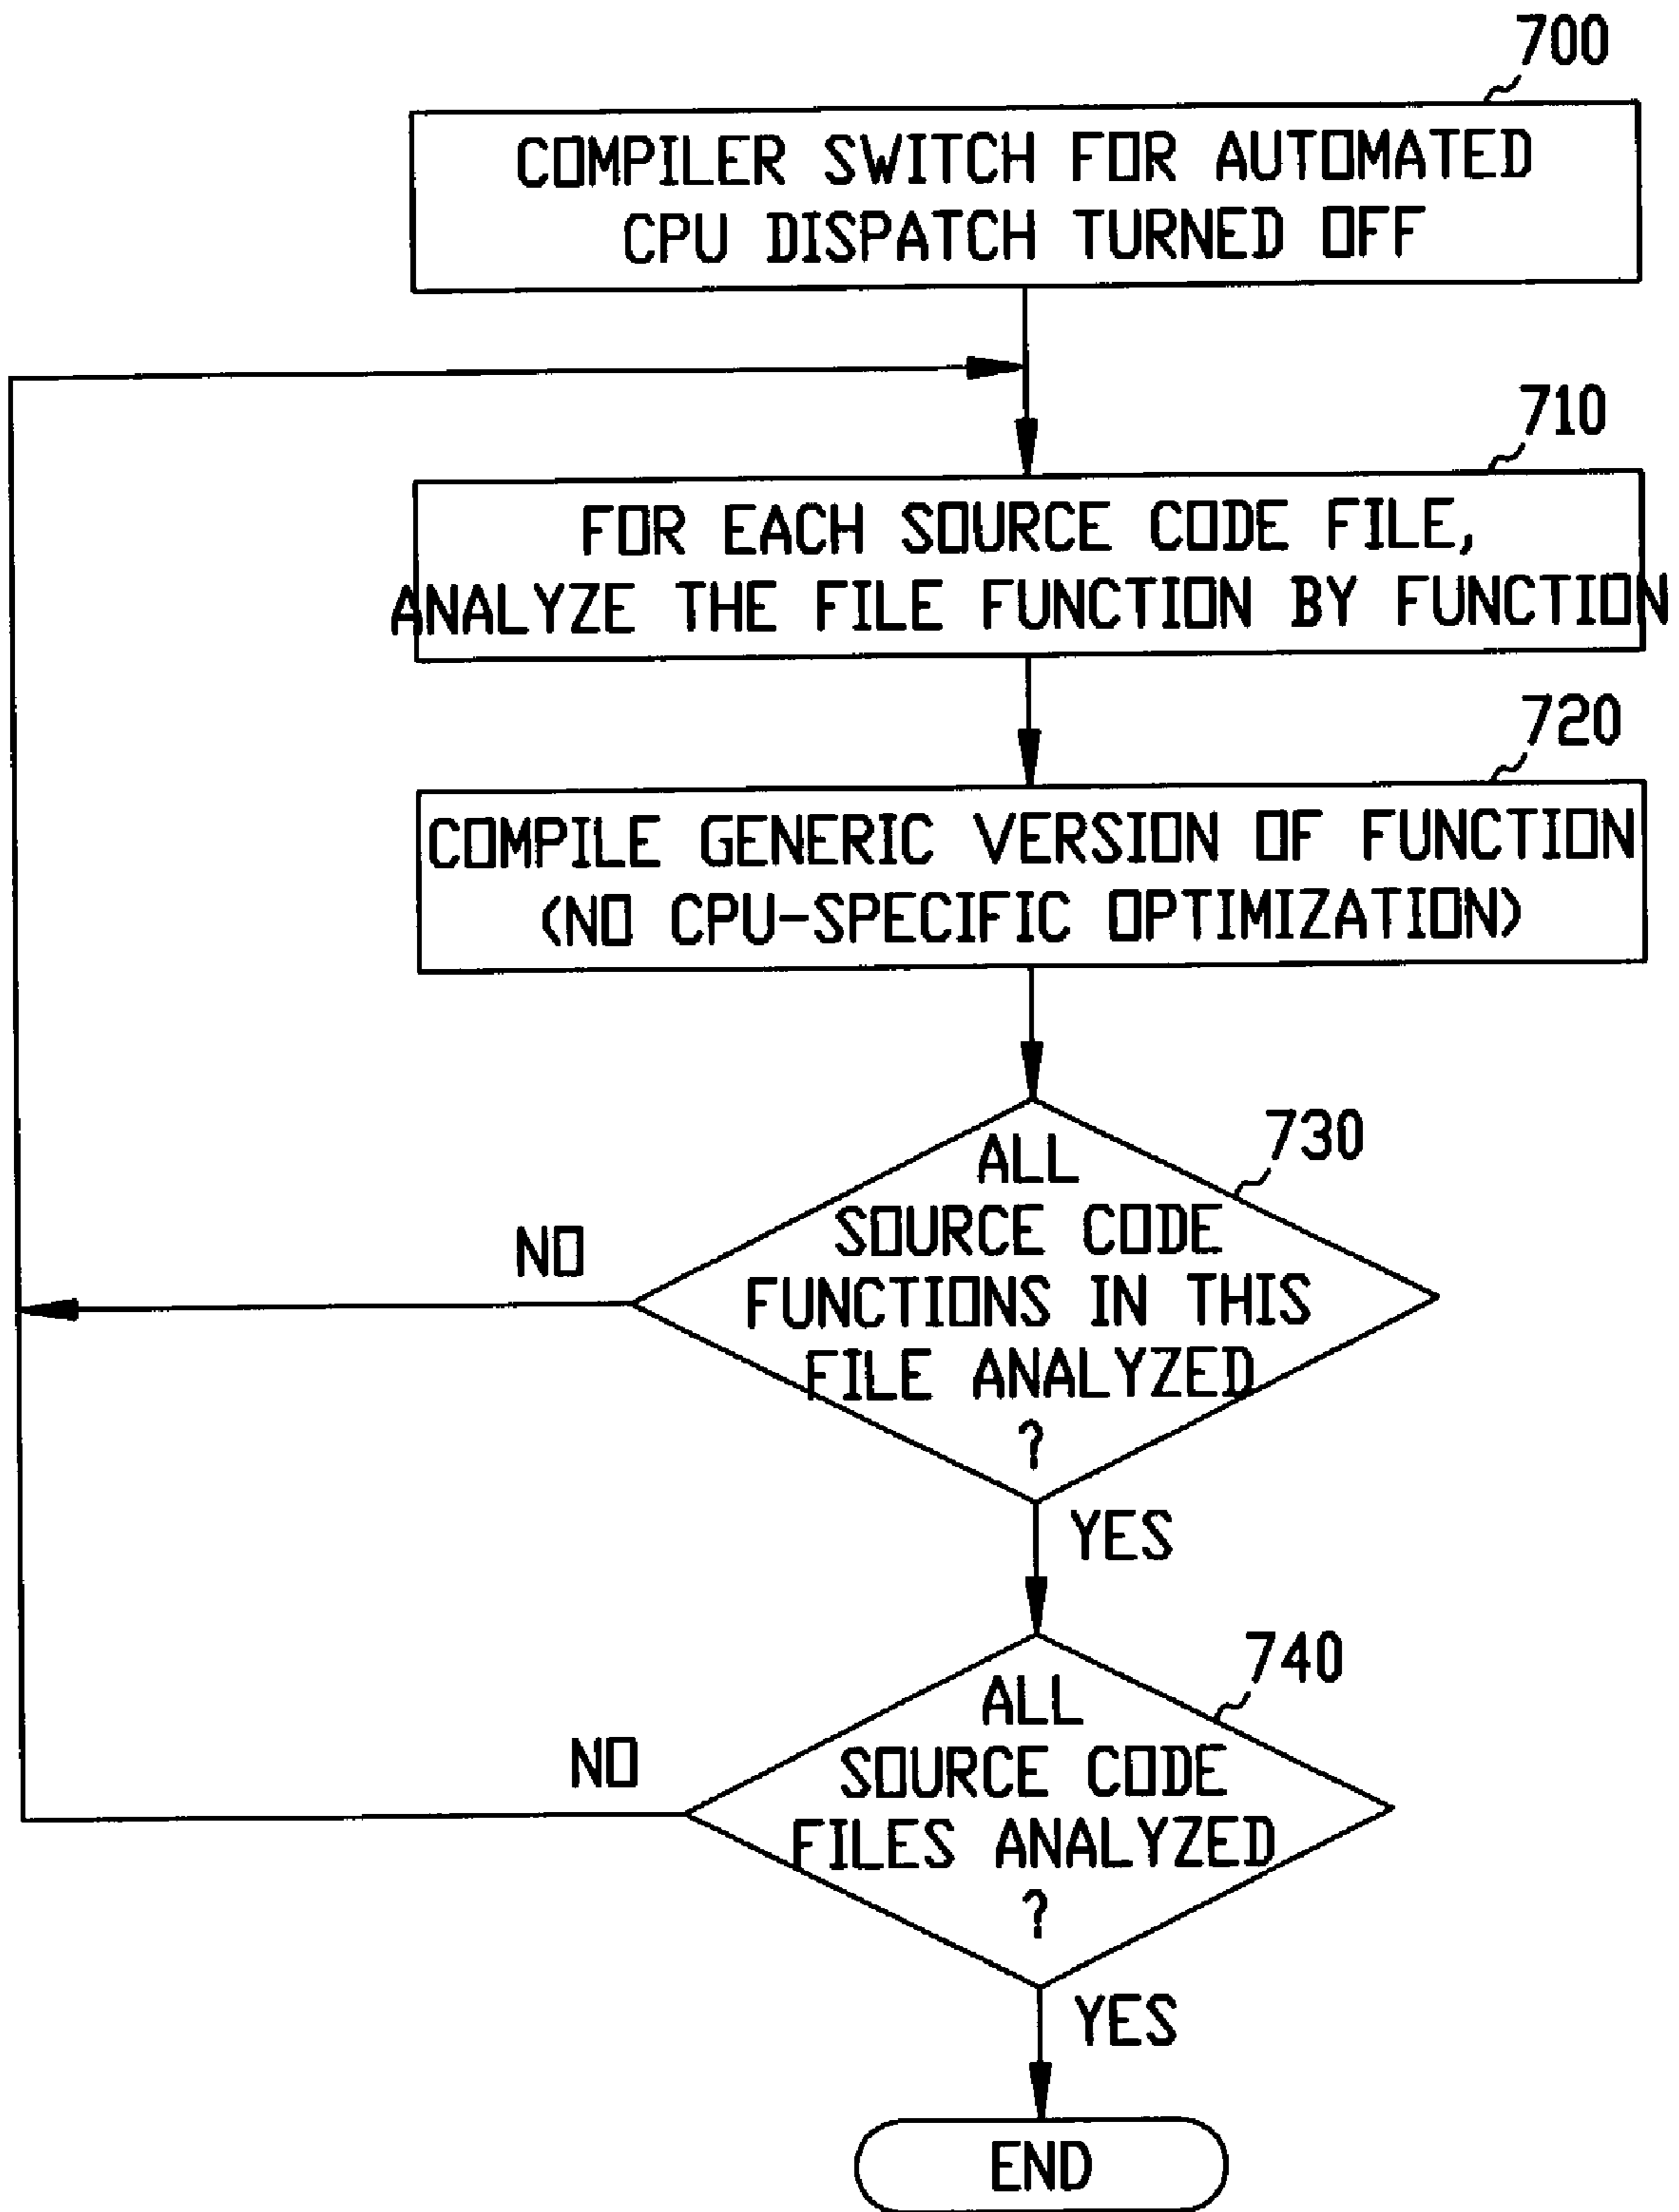 700
COMPILER SWITCH FOR AUTOMATED
CPU DISPATCH TURNED OFF
710
FOR EACH SOURCE CODE FILE,
ANALYZE THE FILE FUNCTION BY FUNCTION
720
COMPILE GENERIC VERSION OF FUNCTION
(NO CPU-SPECIFIC OPTIMIZATION)
730
ALL
SOURCE CODE
FUNCTIONS IN THIS
FILE ANALYZED
?
NO
YES
740
ALL
SOURCE CODE
FILES ANALYZED
?
NO
YES
END